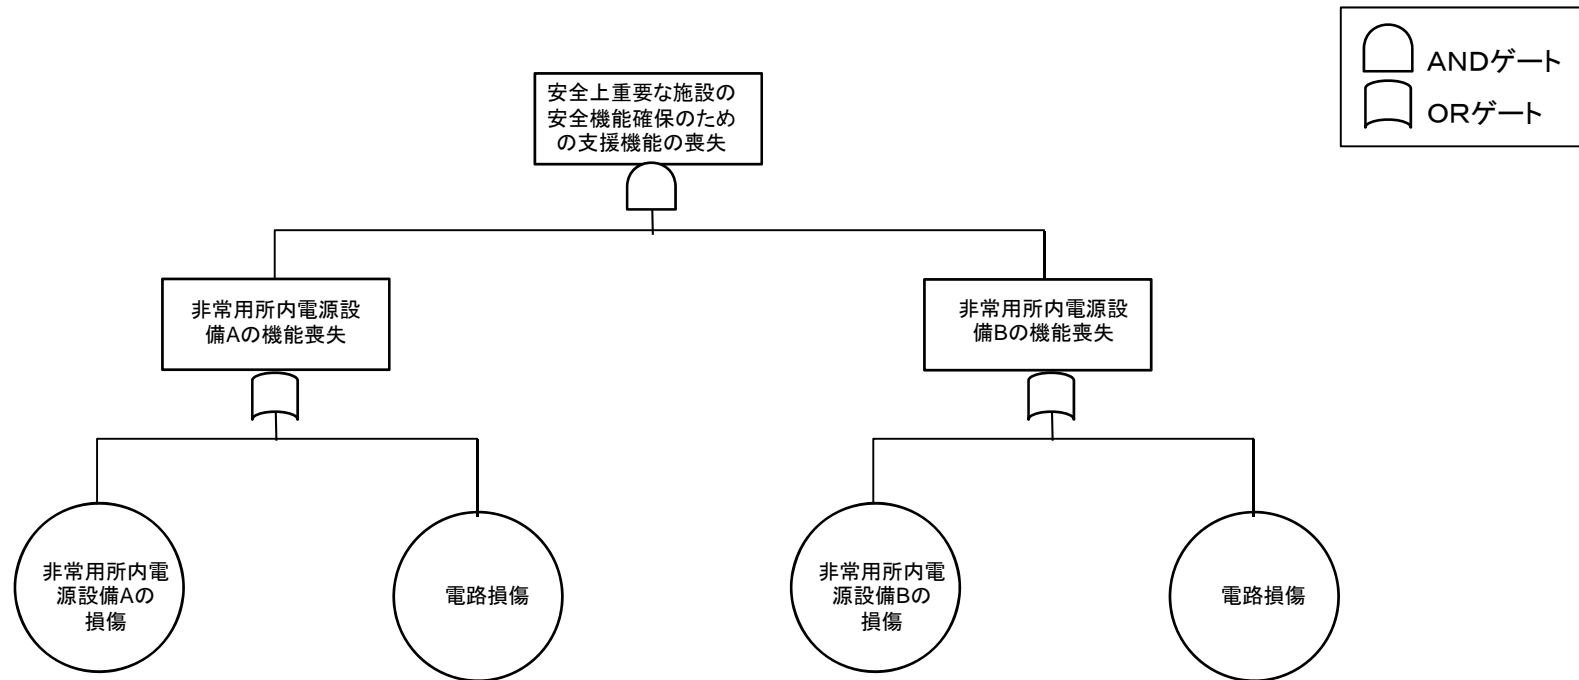 ANDゲート
ORゲート
安全上重要な施設の
安全機能確保のため
の支援機能の喪失
非常用所内電源設
備Aの機能喪失
非常用所内電源設
備Bの機能喪失
非常用所内電
源設備Aの
損傷
電路損傷
非常用所内電
源設備Bの
損傷
電路損傷